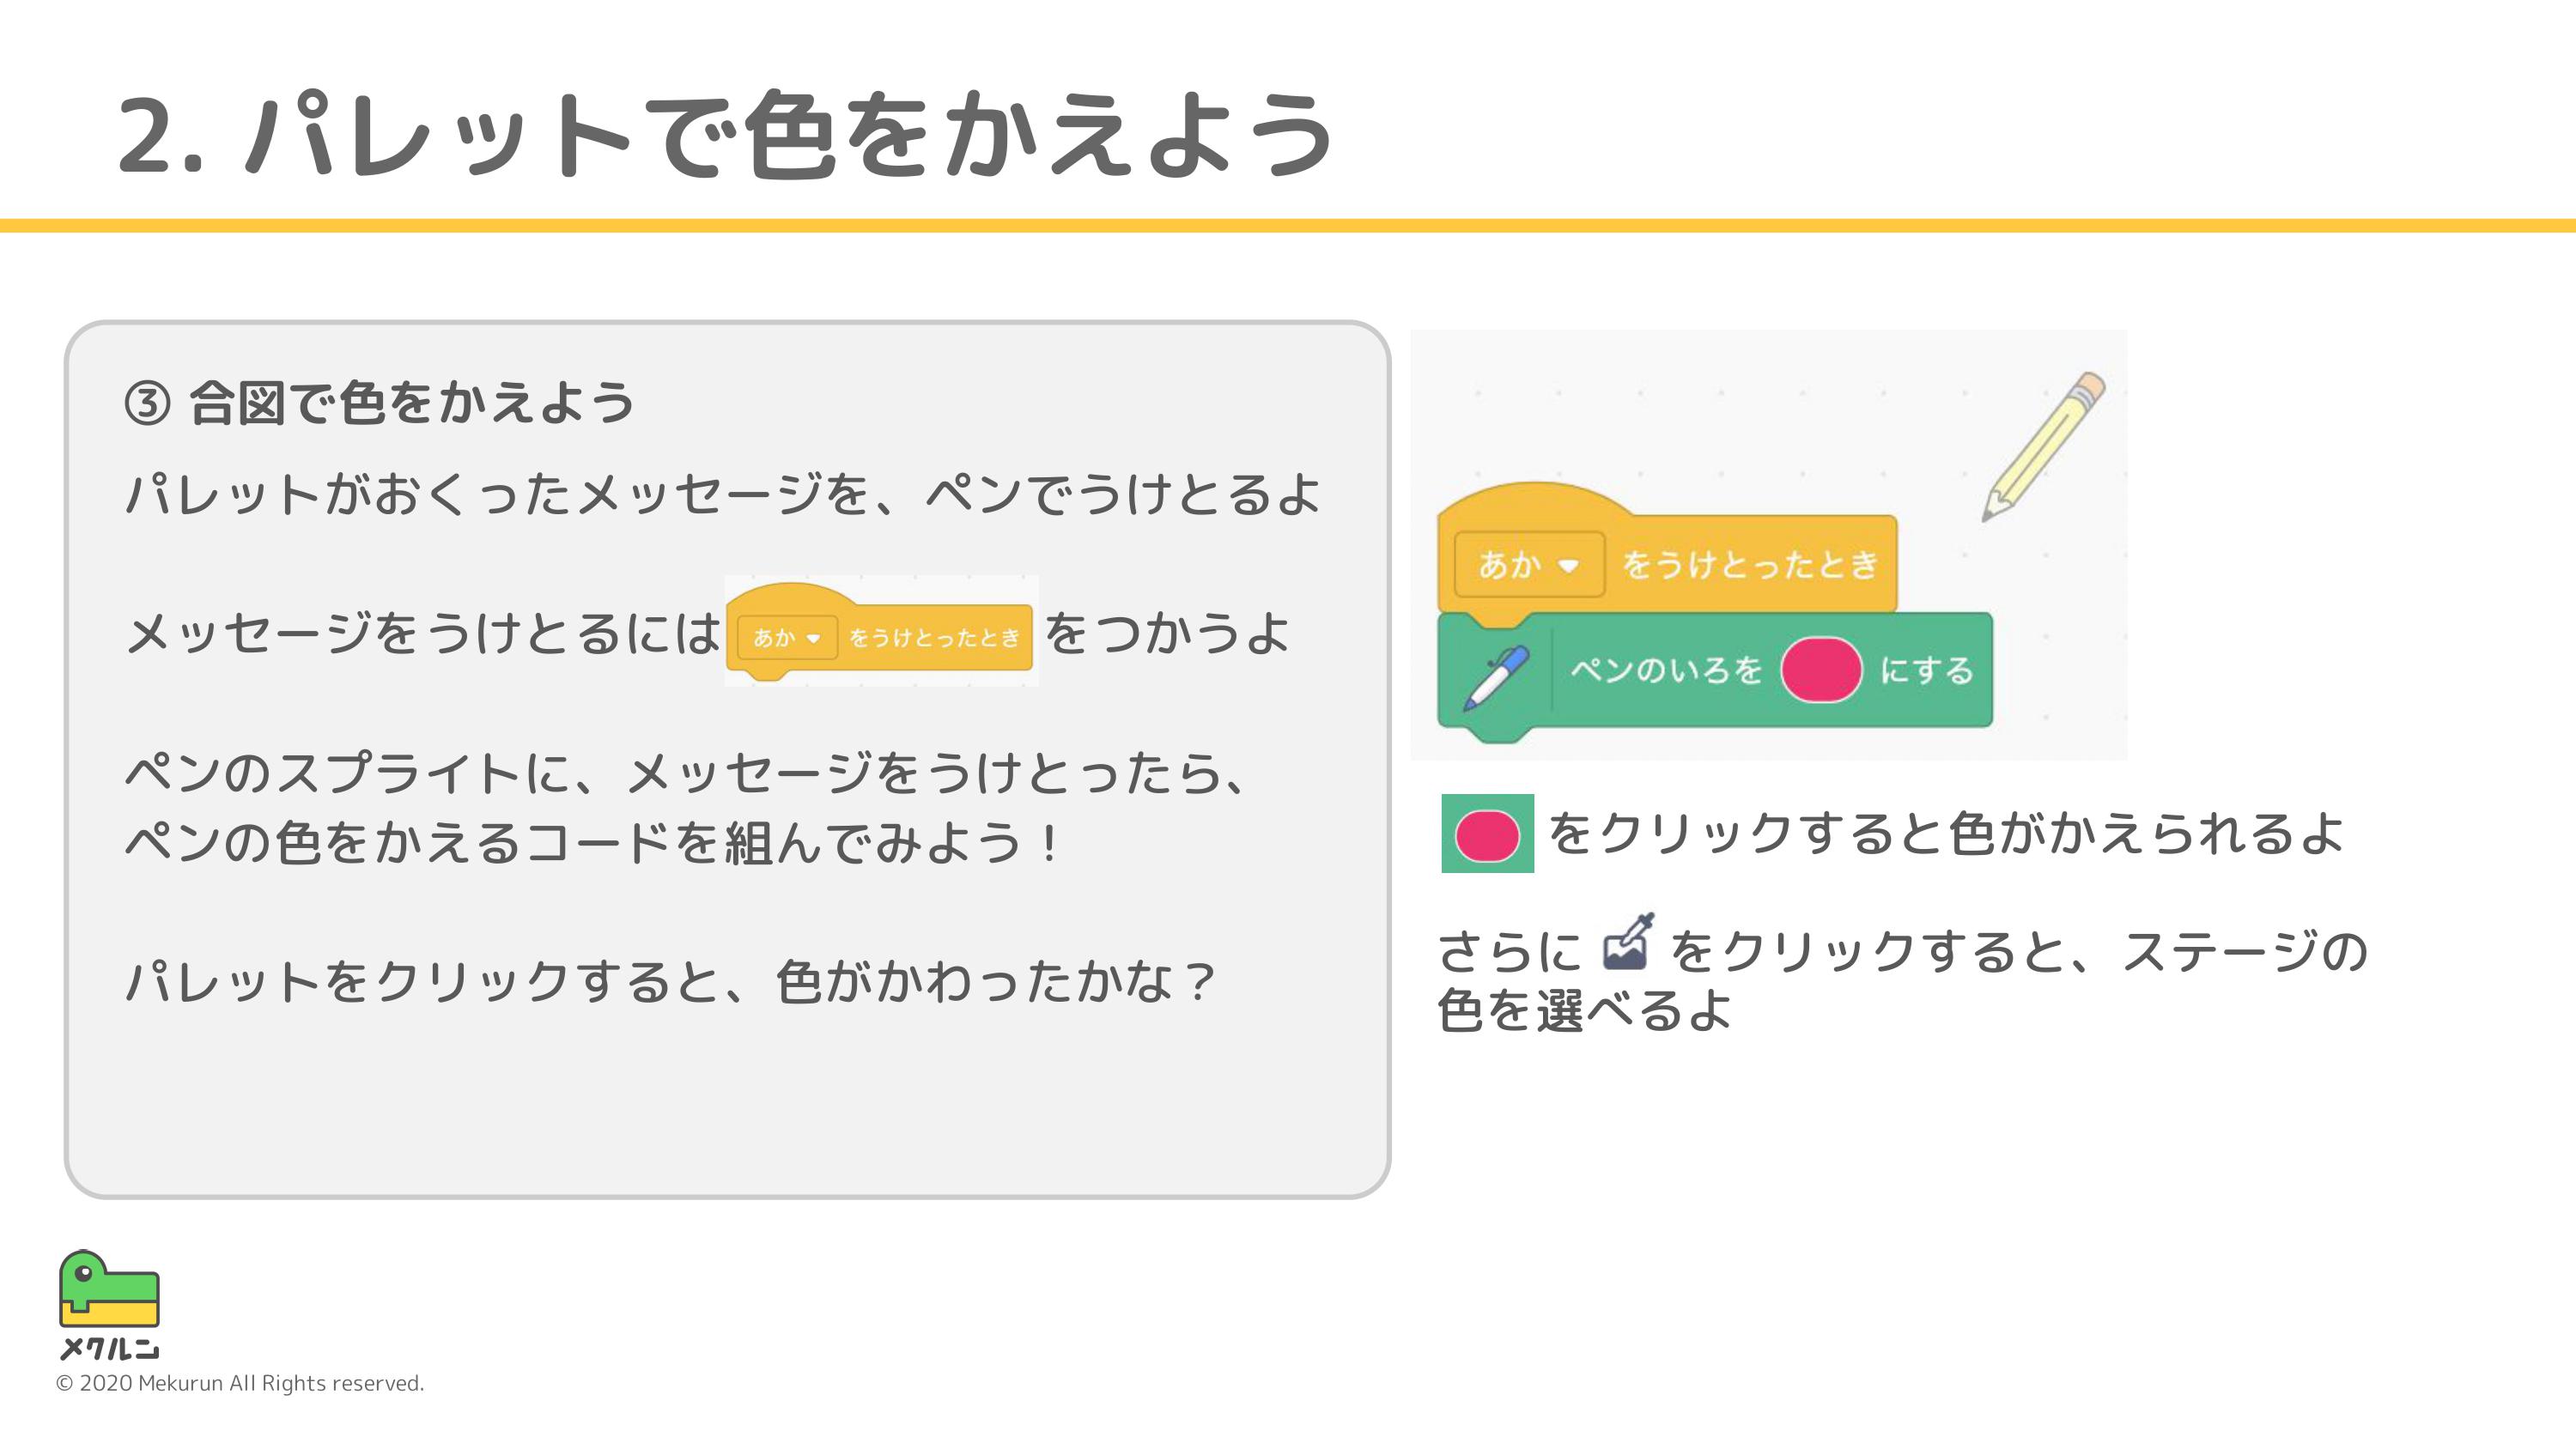 2. パレットで色をかえよう
③ 合図で色をかえよう
パレットがおくったメッセージを、ペンでうけとるよ
メッセージをうけとるには あか をうけとったとき をつかうよ
ペンのスプライトに、メッセージをうけとったら、
ペンの色をかえるコードを組んでみよう！
パレットをクリックすると、色がかわったかな？
あか をうけとったとき
ペンのいろを にする
をクリックすると色がかえられるよ
さらに をクリックすると、ステージの
色を選べるよ
メクルン
© 2020 Mekurun All Rights reserved.